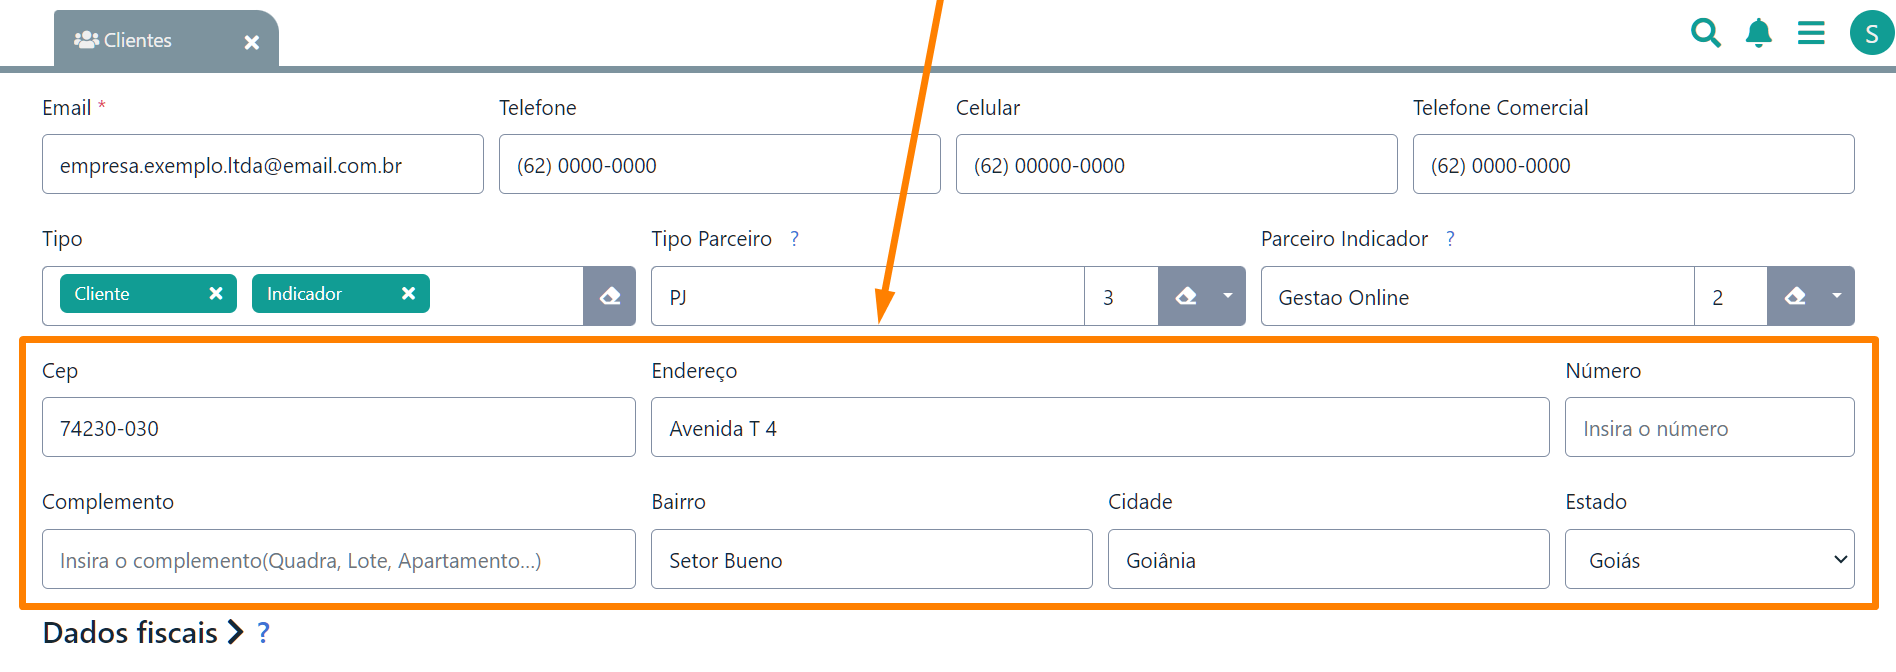 Clientes
S
Email * Telefone Celular Telefone Comercial
empresa.exemplo.ltda@email.com.br (62) 0000-0000 (62) 00000-0000 (62) 0000-0000
Tipo Tipo Parceiro ? Parceiro Indicador ?
Cliente Indicador PJ 3 Gestao Online 2
Cep Endereço Número
74230-030 Avenida T 4 Insira o número
Complemento Bairro Cidade Estado
Insira o complemento(Quadra, Lote, Apartamento...) Setor Bueno Goiânia Goiás
Dados fiscais ?